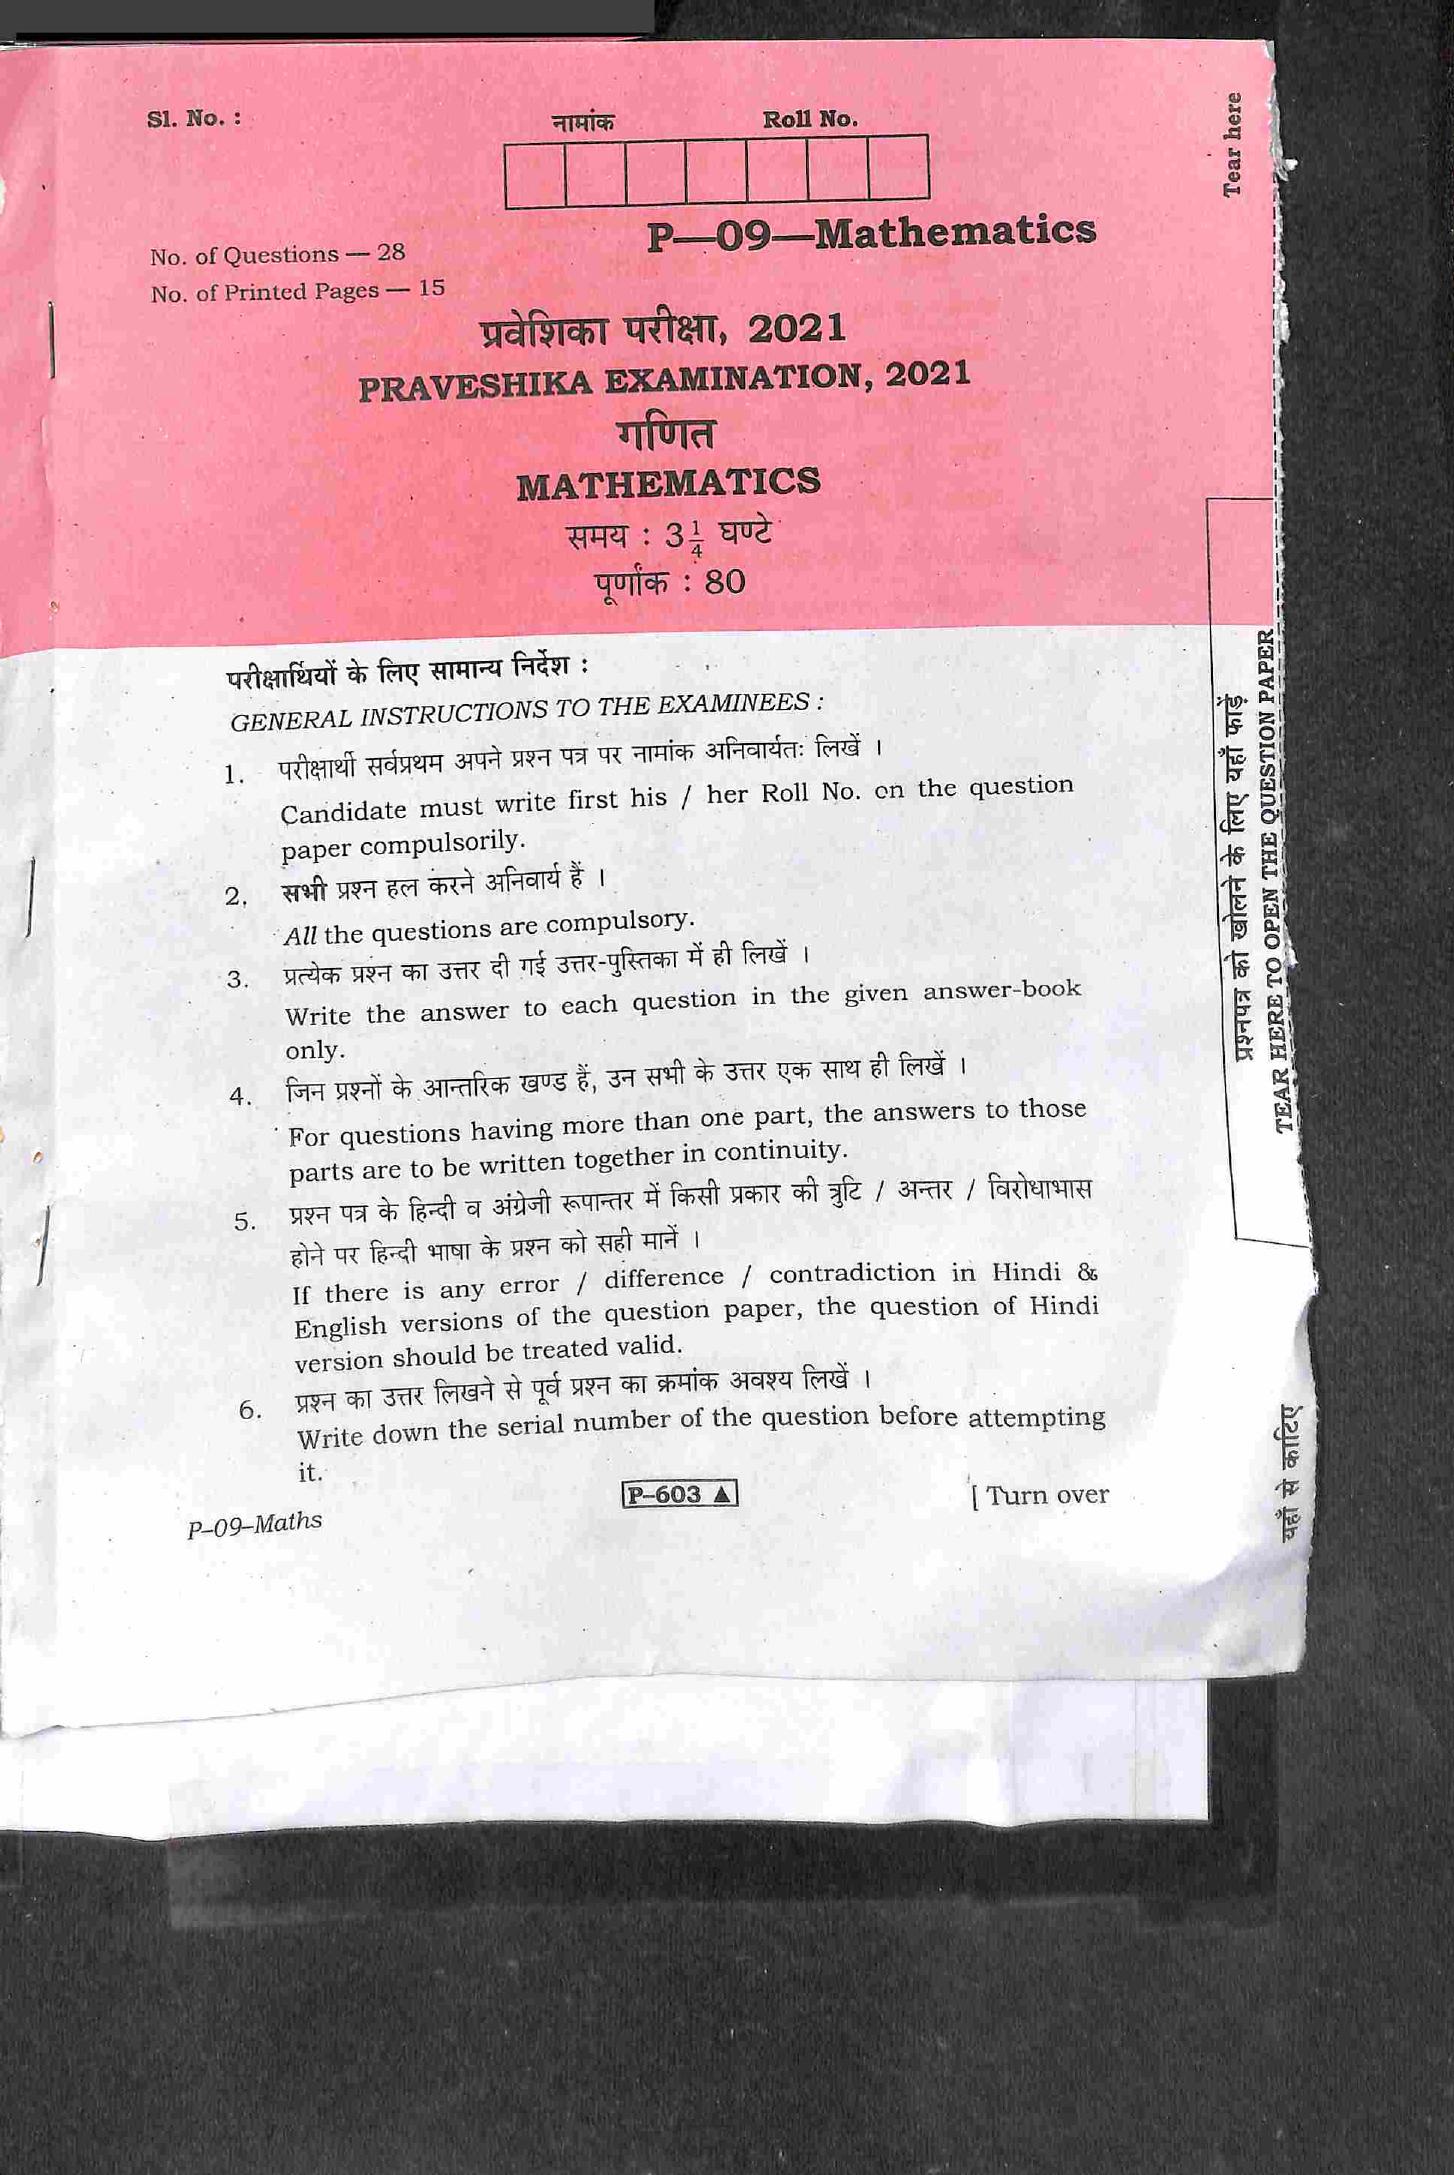 Sl. No. :
नामांक Roll No.
P—09—Mathematics
No. of Questions — 28
No. of Printed Pages — 15
प्रवेशिका परीक्षा, 2021
PRAVESHIKA EXAMINATION, 2021
गणित
MATHEMATICS
समय : 3 1/4 घण्टे
पूर्णांक : 80
परीक्षार्थियों के लिए सामान्य निर्देश :
GENERAL INSTRUCTIONS TO THE EXAMINEES :
1. परीक्षार्थी सर्वप्रथम अपने प्रश्न पत्र पर नामांक अनिवार्यतः लिखें ।
Candidate must write first his / her Roll No. on the question
paper compulsorily.
2. सभी प्रश्न हल करने अनिवार्य हैं ।
All the questions are compulsory.
3. प्रत्येक प्रश्न का उत्तर दी गई उत्तर-पुस्तिका में ही लिखें ।
Write the answer to each question in the given answer-book
only.
4. जिन प्रश्नों के आन्तरिक खण्ड हैं, उन सभी के उत्तर एक साथ ही लिखें ।
For questions having more than one part, the answers to those
parts are to be written together in continuity.
5. प्रश्न पत्र के हिन्दी व अंग्रेजी रूपान्तर में किसी प्रकार की त्रुटि / अन्तर / विरोधाभास
होने पर हिन्दी भाषा के प्रश्न को सही मानें ।
If there is any error / difference / contradiction in Hindi &
English versions of the question paper, the question of Hindi
version should be treated valid.
6. प्रश्न का उत्तर लिखने से पूर्व प्रश्न का क्रमांक अवश्य लिखें ।
Write down the serial number of the question before attempting
it.
P-09-Maths P–603 ▲ [ Turn over
Tear here
प्रश्नपत्र को खोलने के लिए यहाँ फाड़ें
TEAR HERE TO OPEN THE QUESTION PAPER
यहाँ से काटिए